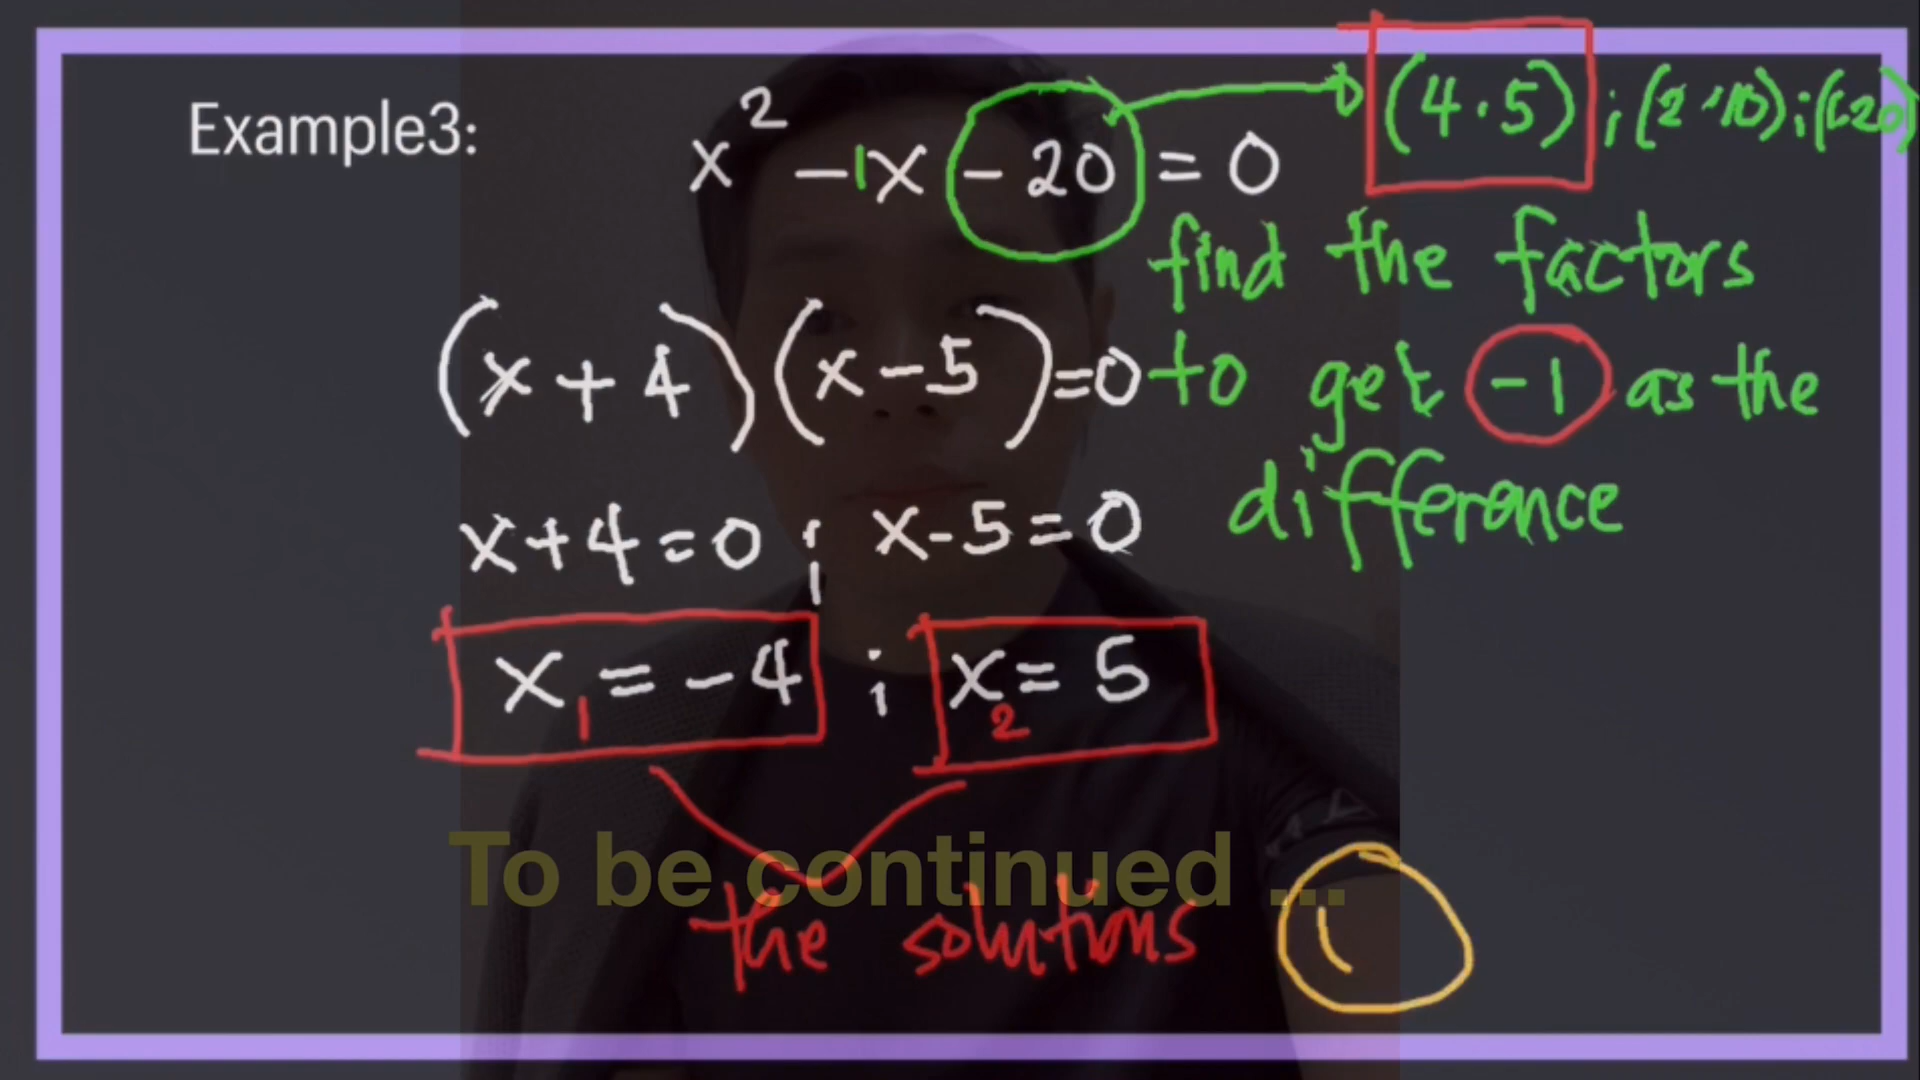 Example3:
x² - 1x - 20 = 0
(4 · 5) ; (2 · 10) ; (1 · 20)
find the factors
(x + 4) (x - 5) = 0
to get -1 as the
difference
x + 4 = 0 ; x - 5 = 0
x₁ = -4 ; x₂ = 5
To be continued ...
the solutions